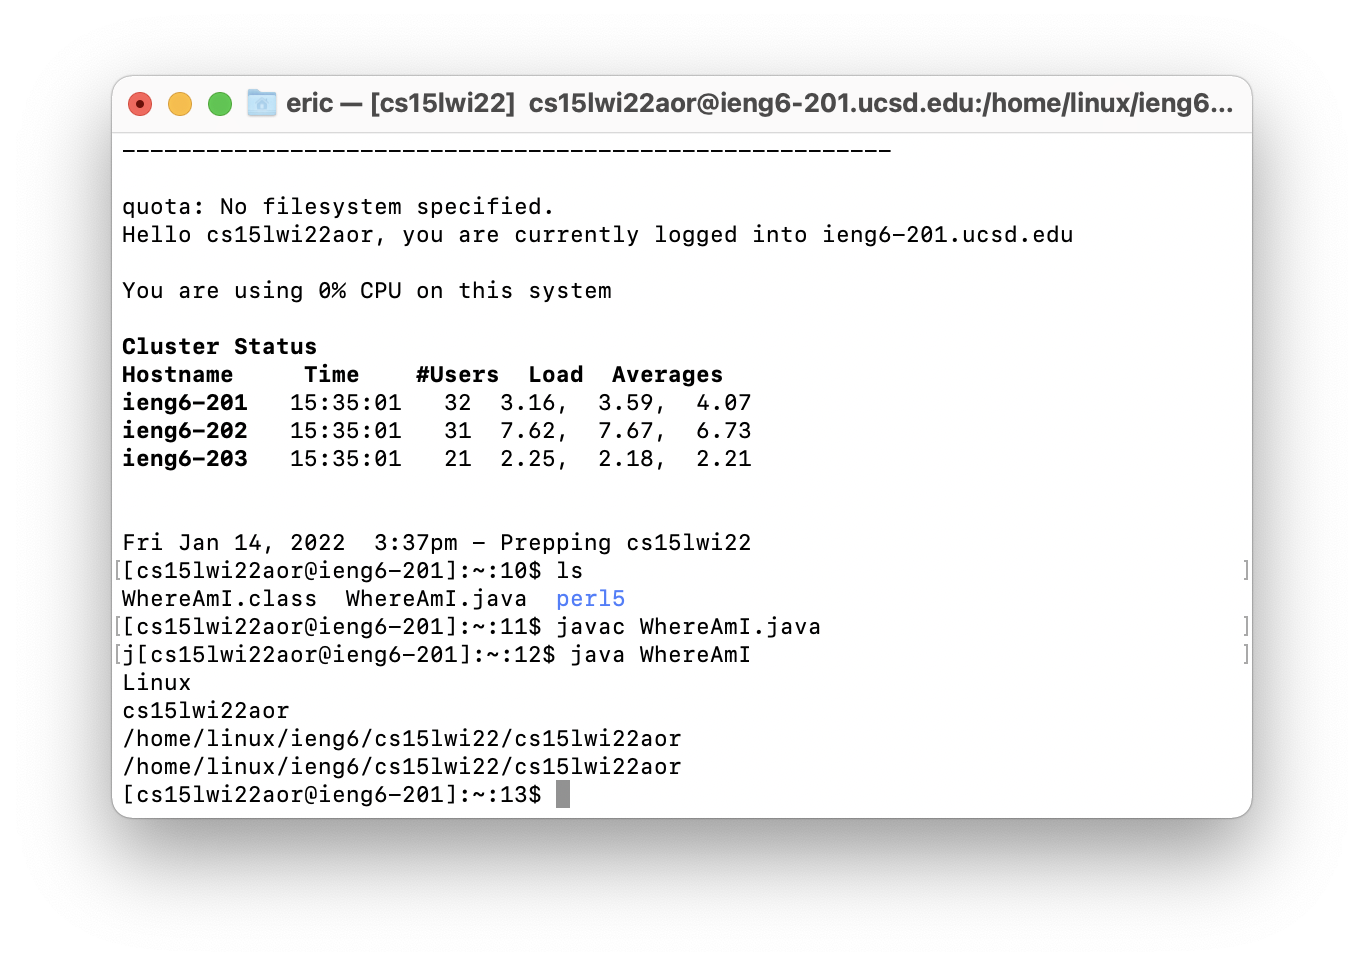 eric — [cs15lwi22] cs15lwi22aor@ieng6-201.ucsd.edu:/home/linux/ieng6...
-------------------------------------------------------
quota: No filesystem specified.
Hello cs15lwi22aor, you are currently logged into ieng6-201.ucsd.edu
You are using 0% CPU on this system
Cluster Status
Hostname     Time    #Users  Load  Averages
ieng6-201   15:35:01   32  3.16,  3.59,  4.07
ieng6-202   15:35:01   31  7.62,  7.67,  6.73
ieng6-203   15:35:01   21  2.25,  2.18,  2.21
Fri Jan 14, 2022  3:37pm - Prepping cs15lwi22
[[cs15lwi22aor@ieng6-201]:~:10$ ls ]
WhereAmI.class  WhereAmI.java  perl5
[[cs15lwi22aor@ieng6-201]:~:11$ javac WhereAmI.java ]
[j[cs15lwi22aor@ieng6-201]:~:12$ java WhereAmI ]
Linux
cs15lwi22aor
/home/linux/ieng6/cs15lwi22/cs15lwi22aor
/home/linux/ieng6/cs15lwi22/cs15lwi22aor
[cs15lwi22aor@ieng6-201]:~:13$